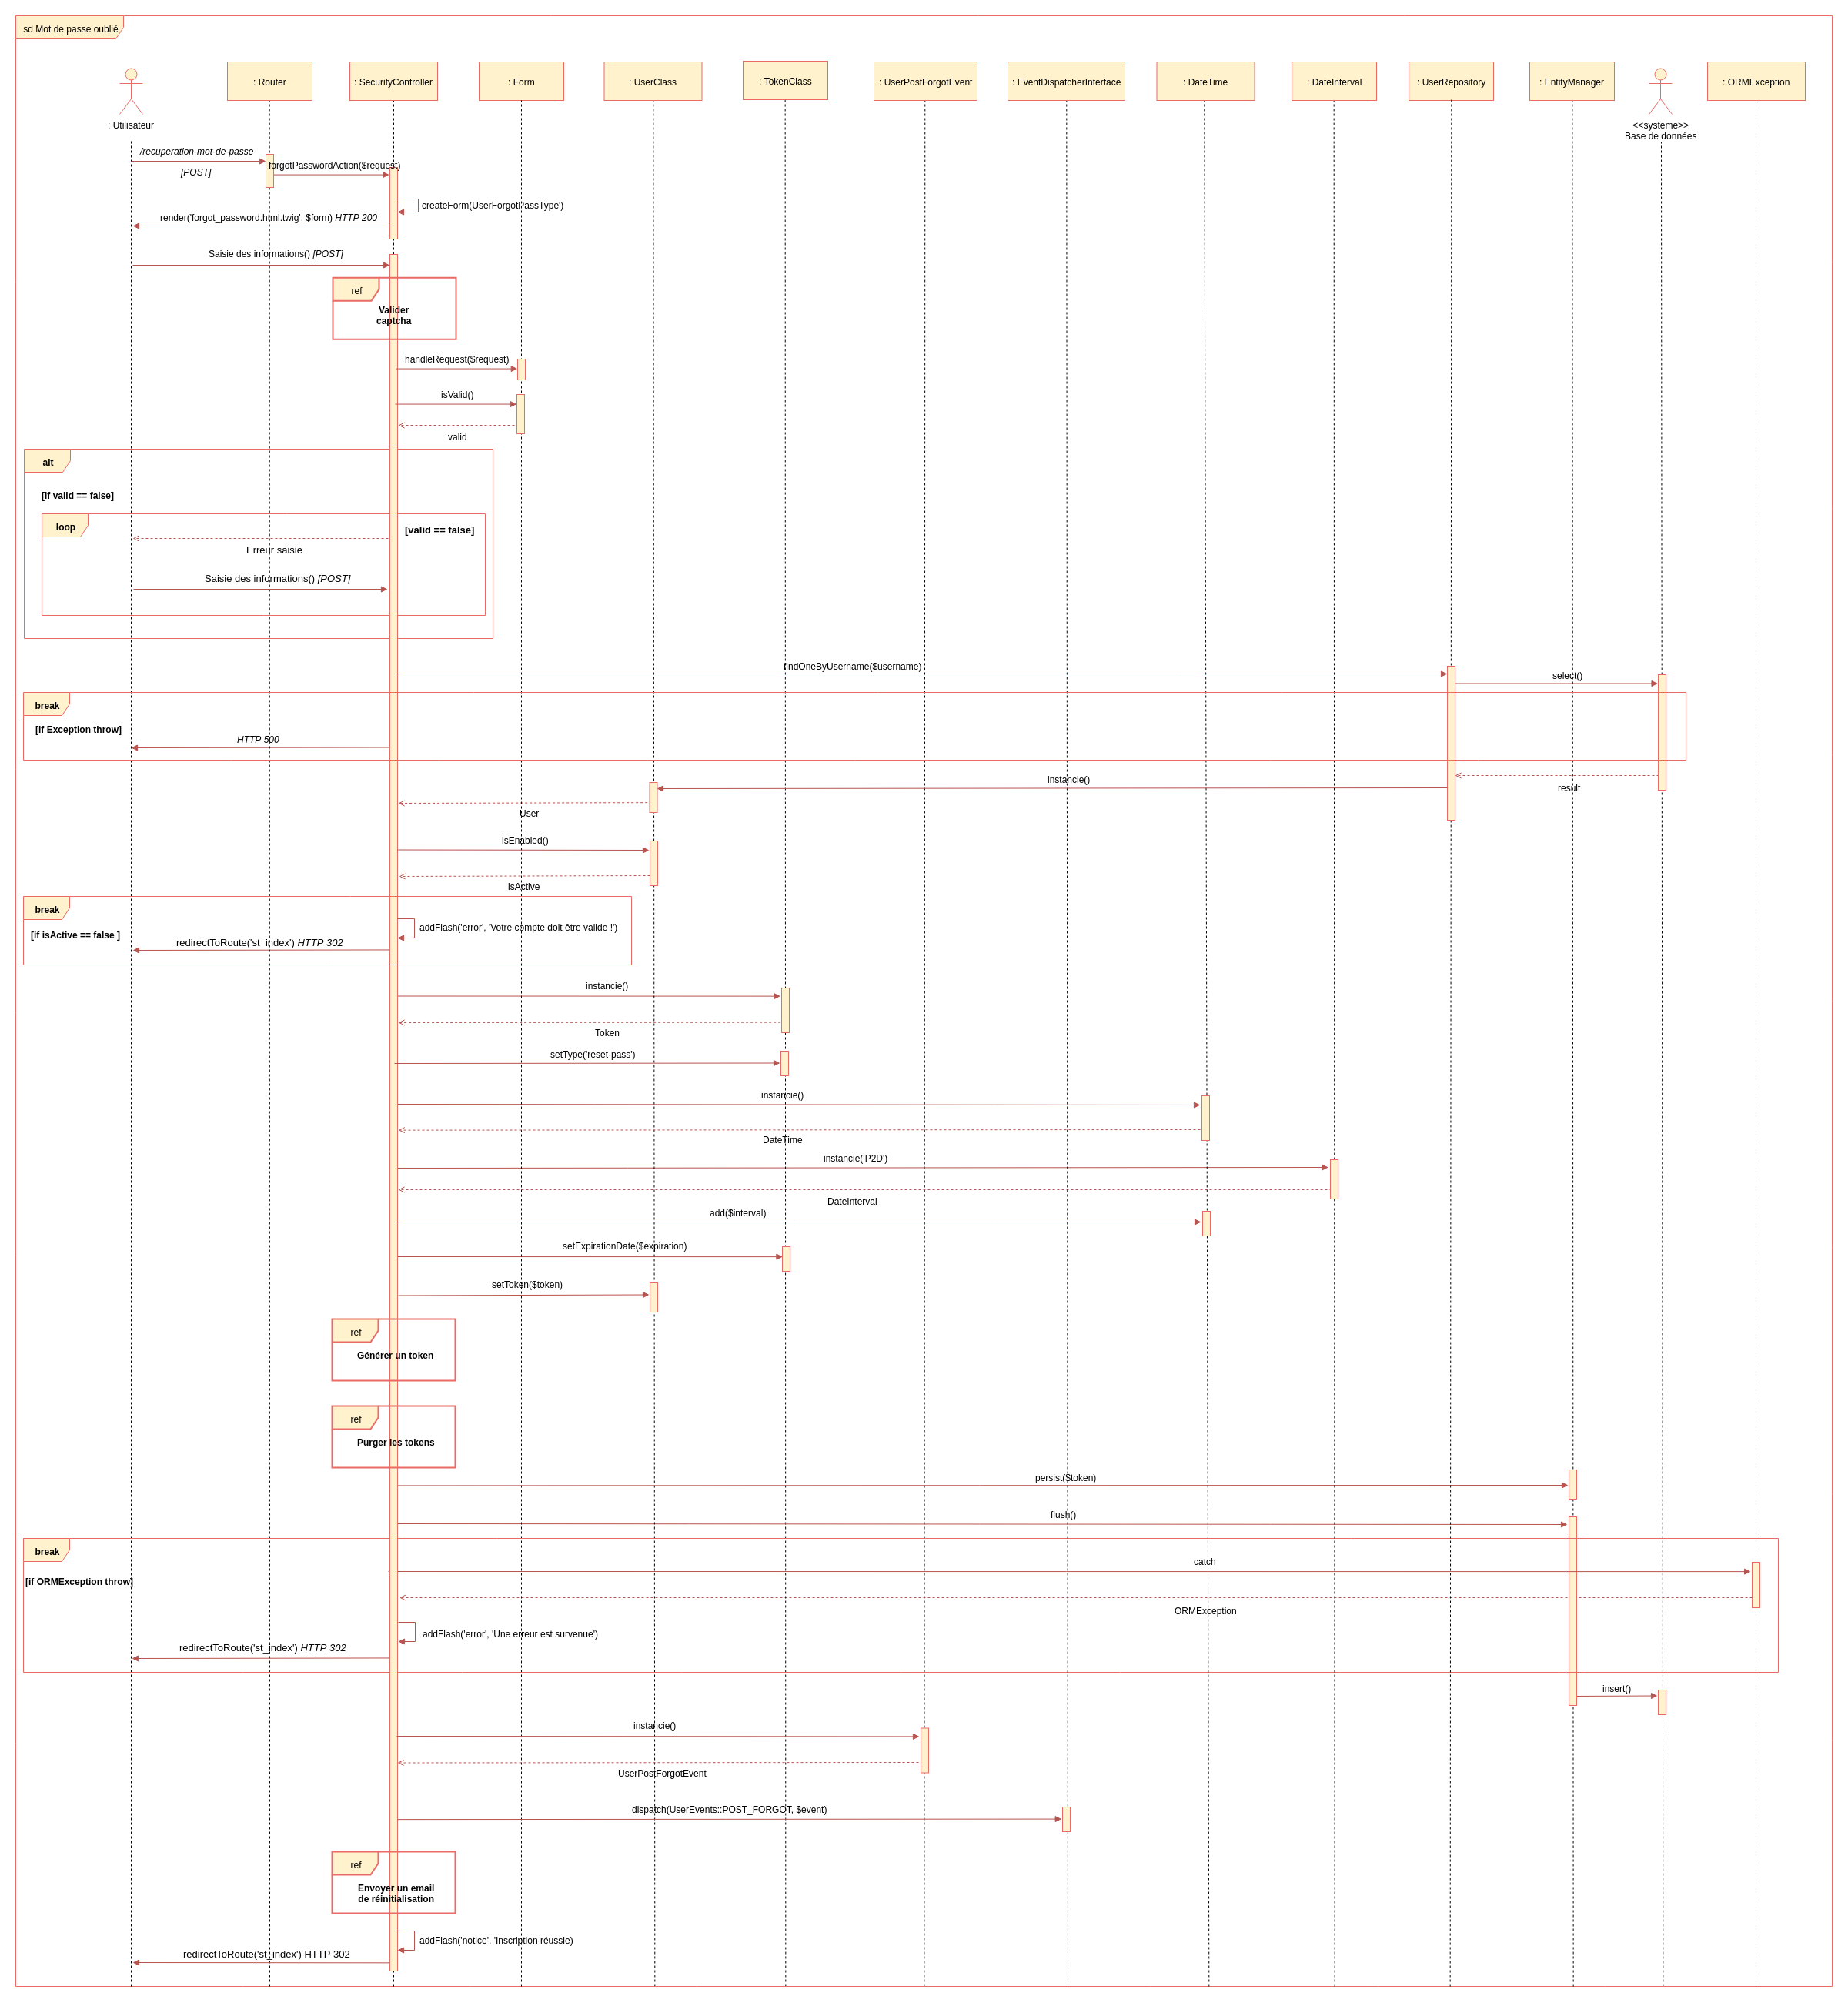 sd Mot de passe oublié
: Router
: SecurityController
: Form
: UserClass
: TokenClass
: UserPostForgotEvent
: EventDispatcherInterface
: DateTime
: DateInterval
: UserRepository
: EntityManager
: ORMException
: Utilisateur
<<système>>
Base de données
/recuperation-mot-de-passe
[POST]
forgotPasswordAction($request)
createForm(UserForgotPassType')
render('forgot_password.html.twig', $form) HTTP 200
Saisie des informations() [POST]
ref
Valider
captcha
handleRequest($request)
isValid()
valid
alt
[if valid == false]
loop
[valid == false]
Erreur saisie
Saisie des informations() [POST]
findOneByUsername($username)
select()
break
[if Exception throw]
HTTP 500
instancie()
result
User
isEnabled()
isActive
break
[if isActive == false ]
addFlash('error', 'Votre compte doit être valide !')
redirectToRoute('st_index') HTTP 302
instancie()
Token
setType('reset-pass')
instancie()
DateTime
instancie('P2D')
DateInterval
add($interval)
setExpirationDate($expiration)
setToken($token)
ref
Générer un token
ref
Purger les tokens
persist($token)
flush()
break
catch
[if ORMException throw]
ORMException
addFlash('error', 'Une erreur est survenue')
redirectToRoute('st_index') HTTP 302
insert()
instancie()
UserPostForgotEvent
dispatch(UserEvents::POST_FORGOT, $event)
ref
Envoyer un email
de réinitialisation
addFlash('notice', 'Inscription réussie)
redirectToRoute('st_index') HTTP 302